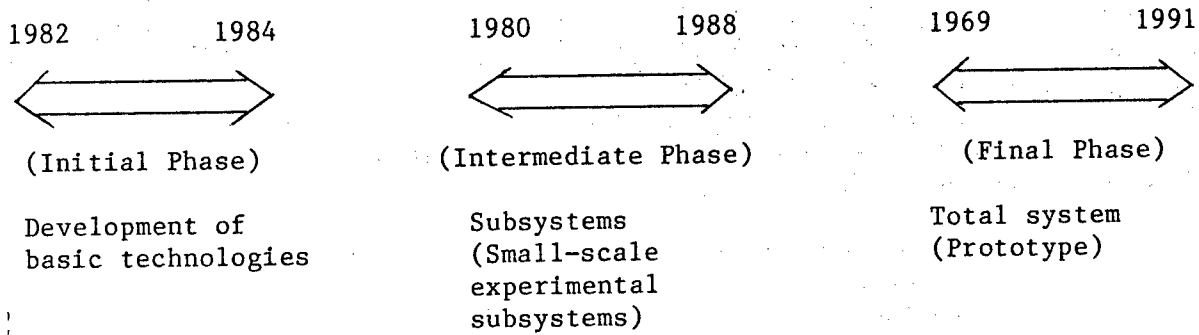 1982 1984
(Initial Phase)
Development of
basic technologies
1980 1988
(Intermediate Phase)
Subsystems
(Small-scale
experimental
subsystems)
1969 1991
(Final Phase)
Total system
(Prototype)